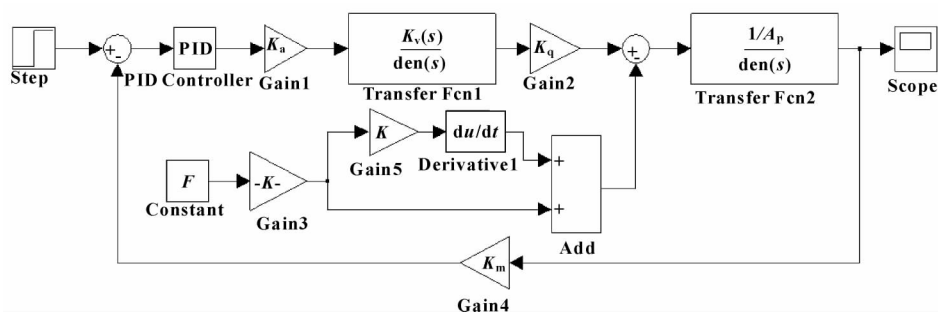 Step
+
-
PID
PID Controller
Kₐ
Gain1
Kᵥ(s)
den(s)
Transfer Fcn1
K_q
Gain2
+
-
1/Aₚ
den(s)
Transfer Fcn2
Scope
K
Gain5
du/dt
Derivative1
F
Constant
-K-
Gain3
+
+
Add
Kₘ
Gain4